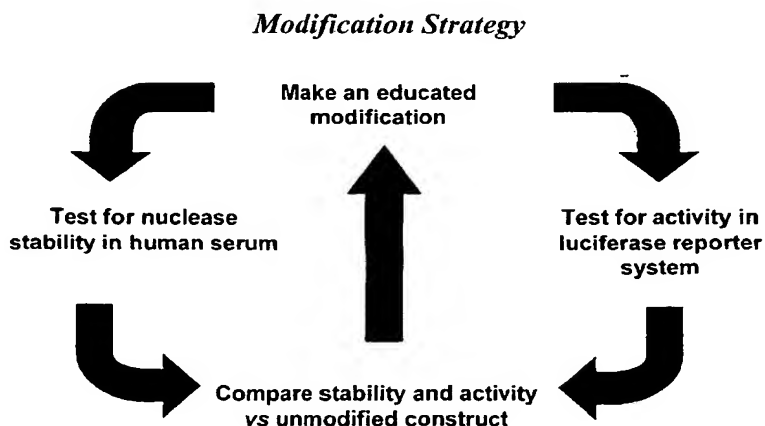 Modification Strategy
Make an educated
modification
Test for nuclease
stability in human serum
Test for activity in
luciferase reporter
system
Compare stability and activity
vs unmodified construct